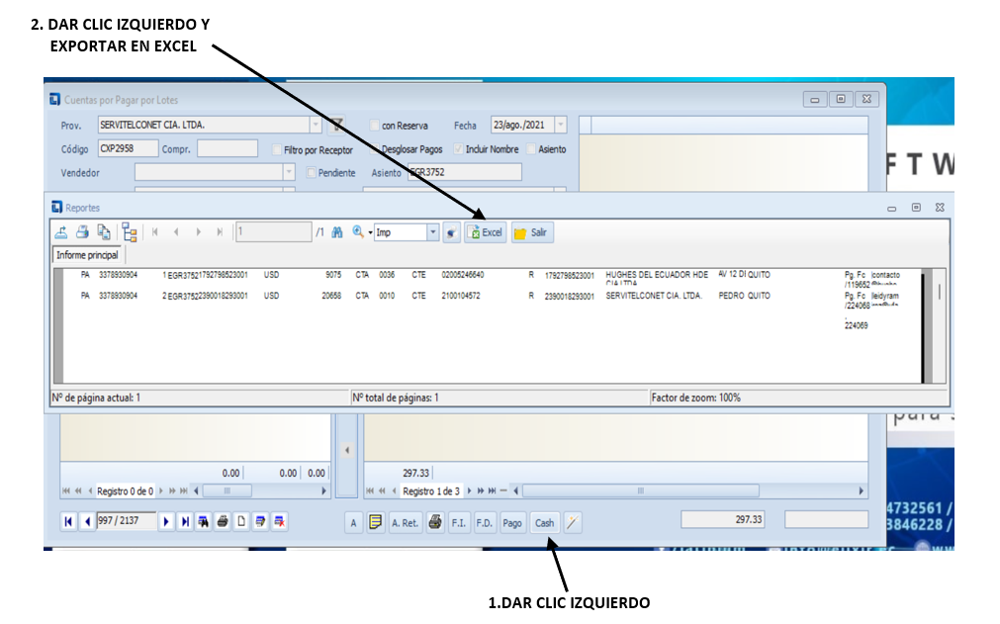 2. DAR CLIC IZQUIERDO Y
EXPORTAR EN EXCEL
Cuentas por Pagar por Lotes
Prov. SERVITELCONET CIA. LTDA. con Reserva Fecha 23/ago./2021
Código CXP2958 Compr. Filtro por Receptor Desglosar Pagos Incluir Nombre Asiento
Vendedor Pendiente Asiento EGR3752
F T W
Reportes
1 /1 Imp Excel Salir
Informe principal
PA 3378930904 1 EGR37521792798523001 USD 9075 CTA 0036 CTE 02005246640 R 1792798523001 HUGHES DEL ECUADOR HDE AV 12 DI QUITO Pg. Fc contacto
CIA LTDA /119652
PA 3378930904 2 EGR37522390018293001 USD 20658 CTA 0010 CTE 2100104572 R 2390018293001 SERVITELCONET CIA. LTDA. PEDRO QUITO Pg. Fc leidyram
/224068
224069
Nº de página actual: 1 Nº total de páginas: 1 Factor de zoom: 100%
para
0.00 0.00 0.00 297.33
Registro 0 de 0 Registro 1 de 3
997 / 2137 A A. Ret. F.I. F.D. Pago Cash 297.33
4732561 /
3846228 /
1.DAR CLIC IZQUIERDO